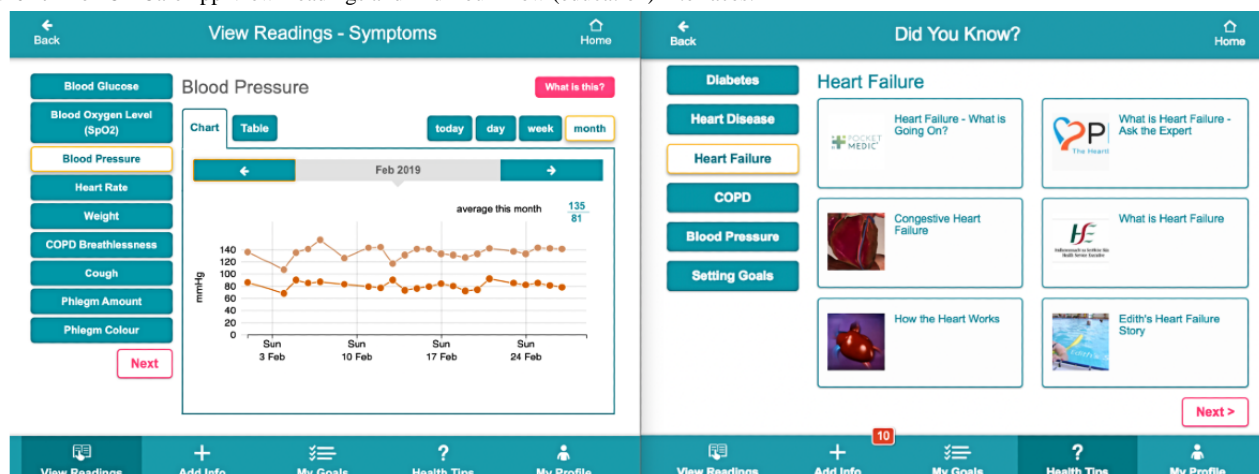 Back
View Readings - Symptoms
Home
Blood Glucose
Blood Oxygen Level
(SpO2)
Blood Pressure
Heart Rate
Weight
COPD Breathlessness
Cough
Phlegm Amount
Phlegm Colour
Next
Blood Pressure
What is this?
Chart
Table
today
day
week
month
Feb 2019
average this month
135
81
mmHg
140
120
100
80
60
40
20
0
Sun
3 Feb
Sun
10 Feb
Sun
17 Feb
Sun
24 Feb
View Readings
Add Info
My Goals
Health Tips
My Profile
Back
Did You Know?
Home
Diabetes
Heart Disease
Heart Failure
COPD
Blood Pressure
Setting Goals
Heart Failure
POCKET
MEDIC
Heart Failure - What is
Going On?
The Heart
What is Heart Failure -
Ask the Expert
Congestive Heart
Failure
What is Heart Failure
How the Heart Works
Edith's Heart Failure
Story
Next >
View Readings
10
Add Info
My Goals
Health Tips
My Profile